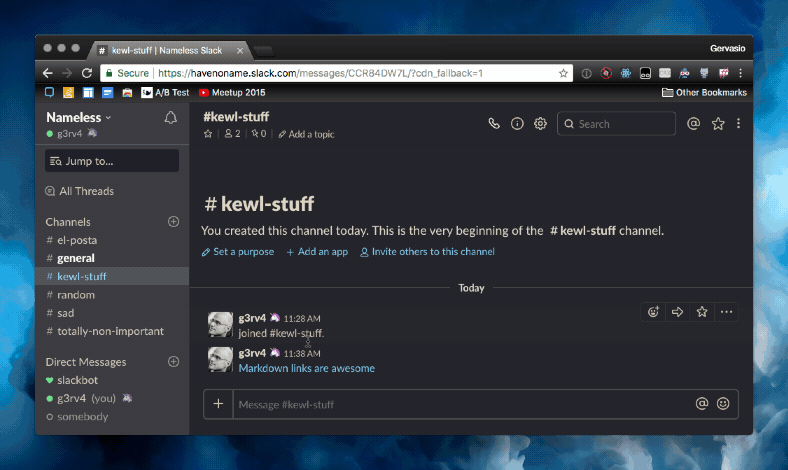 kewl-stuff | Nameless Slack
Gervasio
Secure | https://havenoname.slack.com/messages/CCR84DW7L/?cdn_fallback=1
A/B Test
Meetup 2015
Other Bookmarks
Nameless
g3rv4
Jump to...
All Threads
Channels
# el-posta
# general
# kewl-stuff
# random
# sad
# totally-non-important
Direct Messages
slackbot
g3rv4 (you)
somebody
#kewl-stuff
2 | 0 | Add a topic
Search
# kewl-stuff
You created this channel today. This is the very beginning of the # kewl-stuff channel.
Set a purpose + Add an app Invite others to this channel
Today
g3rv4 11:28 AM
joined #kewl-stuff.
g3rv4 11:38 AM
Markdown links are awesome
Message #kewl-stuff